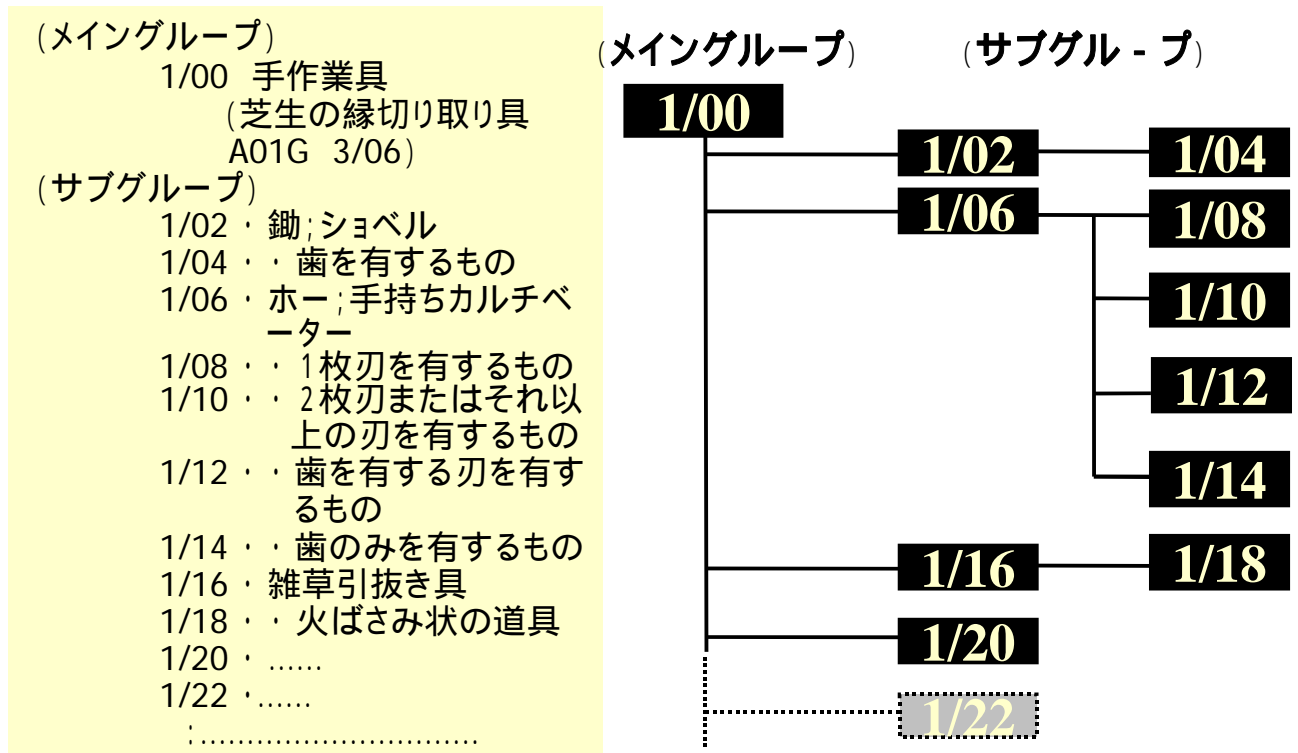 (メイングループ)
1/00 手作業具
(芝生の縁切り取り具
A01G 3/06)
(サブグループ)
1/02 · 鋤;ショベル
1/04 · · 歯を有するもの
1/06 · ホー;手持ちカルチベ
ーター
1/08 · · 1枚刃を有するもの
1/10 · · 2枚刃またはそれ以
上の刃を有するもの
1/12 · · 歯を有する刃を有す
るもの
1/14 · · 歯のみを有するもの
1/16 · 雑草引抜き具
1/18 · · 火ばさみ状の道具
1/20 · ......
1/22 ·......
:..............................
(メイングループ) (サブグル - プ)
1/00
1/02 1/04
1/06 1/08
1/10
1/12
1/14
1/16 1/18
1/20
1/22